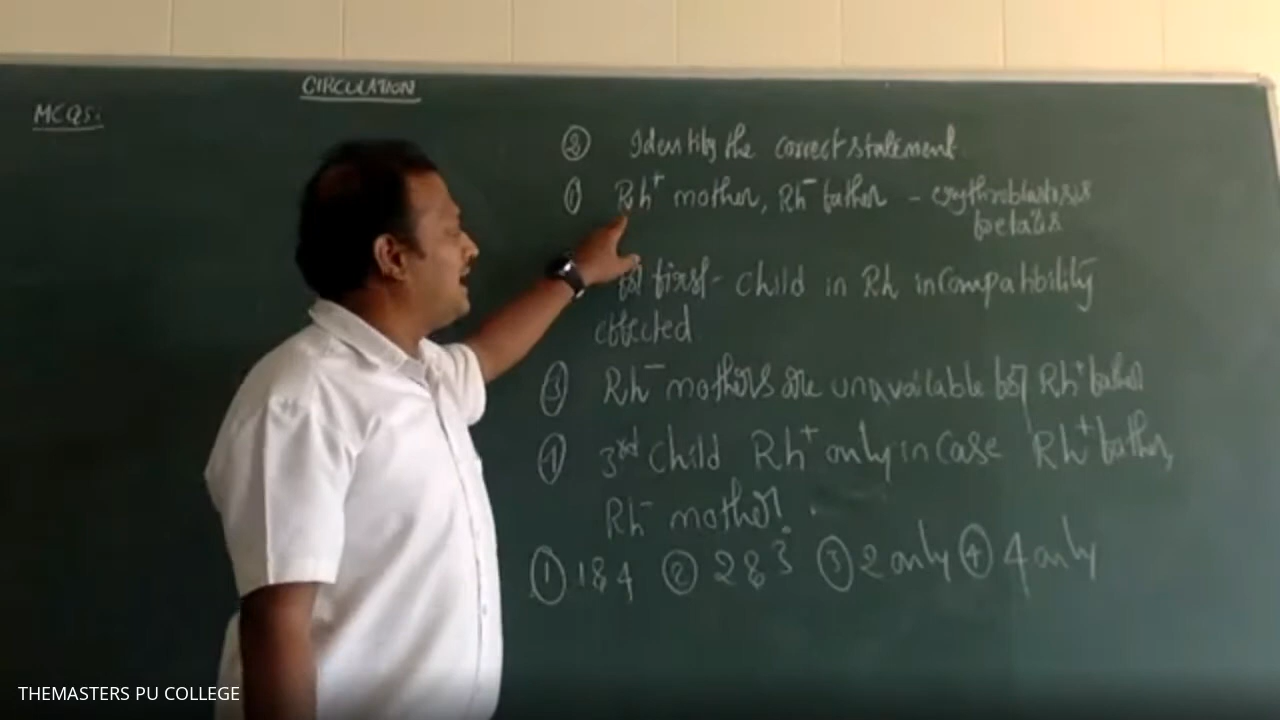 CIRCULATION
MCQS:
② Identify the correct statement
① Rh⁺ mother, Rh⁻ father - erythroblastosis
foetalis
first - child in Rh incompatibility
effected
③ Rh⁻ mothers are unavailable for Rh⁺ father
④ 3rd child Rh⁺ only in case Rh⁺ father,
Rh⁻ mother.
① 1 & 4 ② 2 & 3 ③ 2 only ④ 4 only
THEMASTERS PU COLLEGE